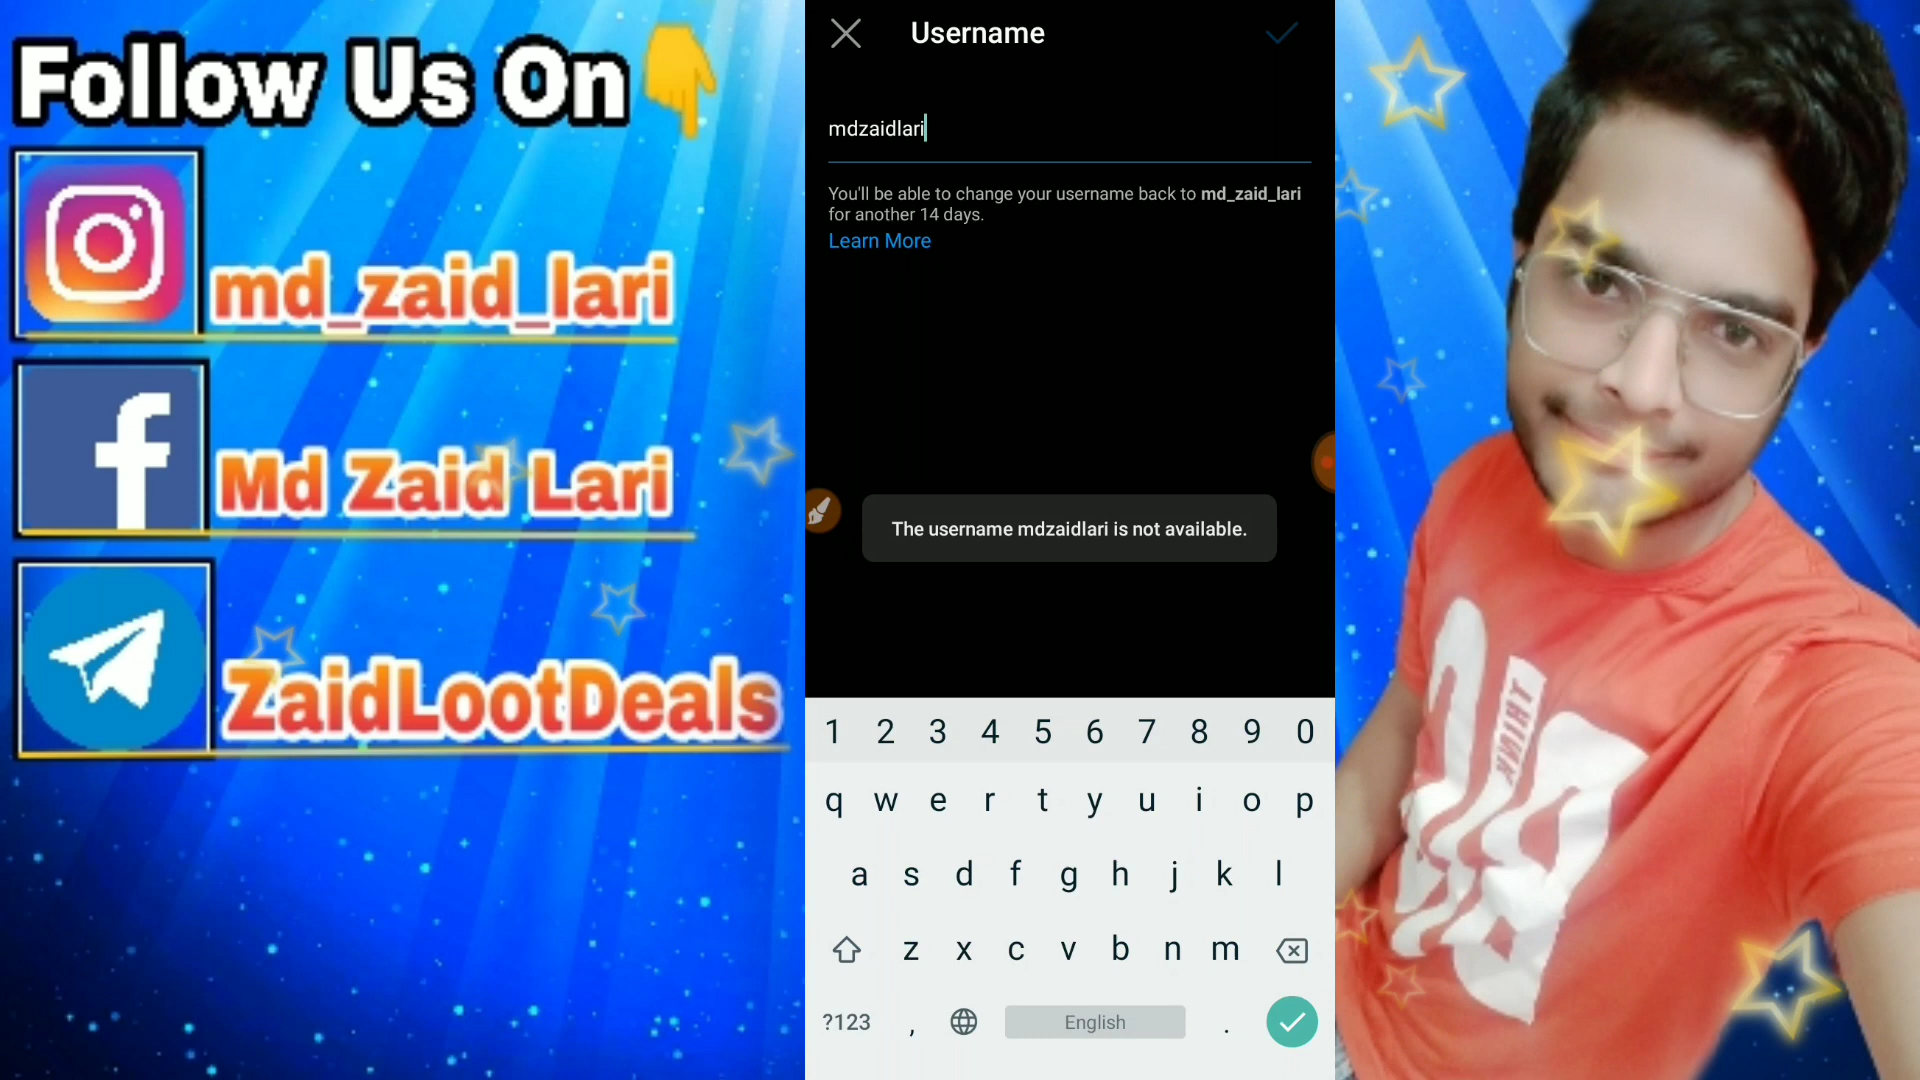 Follow Us On👇
md_zaid_lari
Md Zaid Lari
ZaidLootDeals
Username
mdzaidlari
You'll be able to change your username back to md_zaid_lari
for another 14 days.
Learn More
The username mdzaidlari is not available.
1 2 3 4 5 6 7 8 9 0
q w e r t y u i o p
a s d f g h j k l
z x c v b n m
?123 , English .
THINK